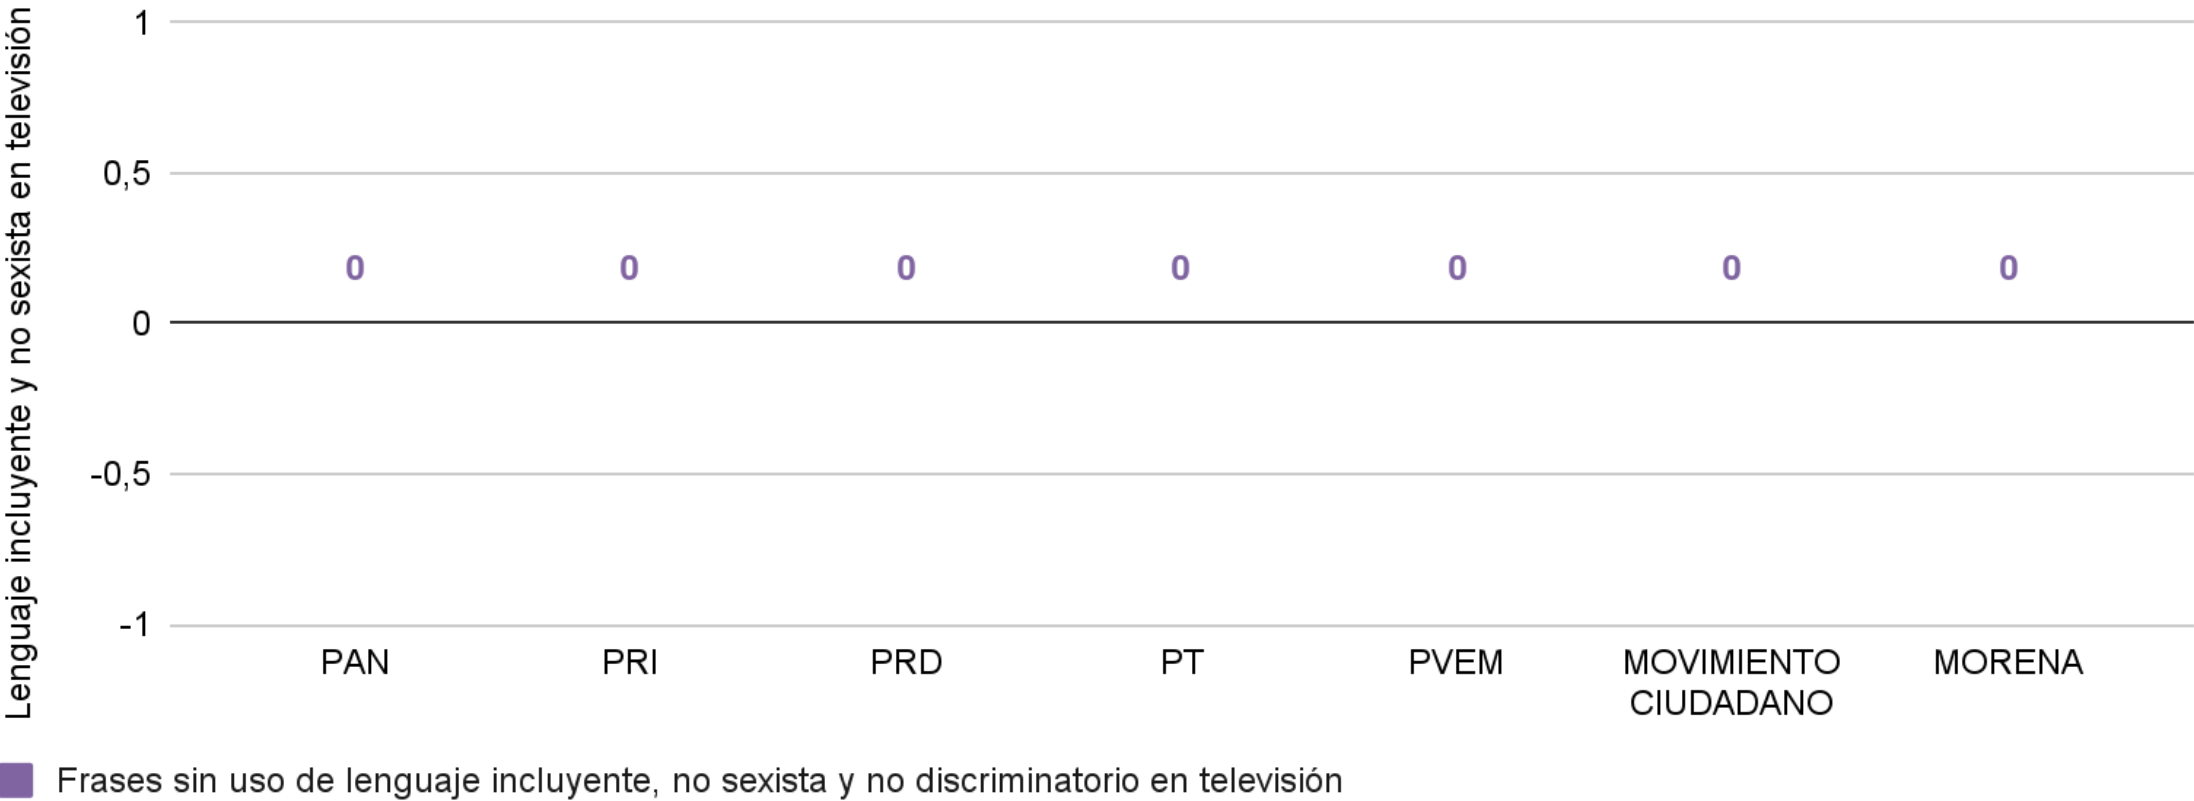 Lenguaje incluyente y no sexista en televisión
1
0,5
0
-0,5
-1
0 0 0 0 0 0 0
PAN PRI PRD PT PVEM MOVIMIENTO CIUDADANO MORENA
Frases sin uso de lenguaje incluyente, no sexista y no discriminatorio en televisión